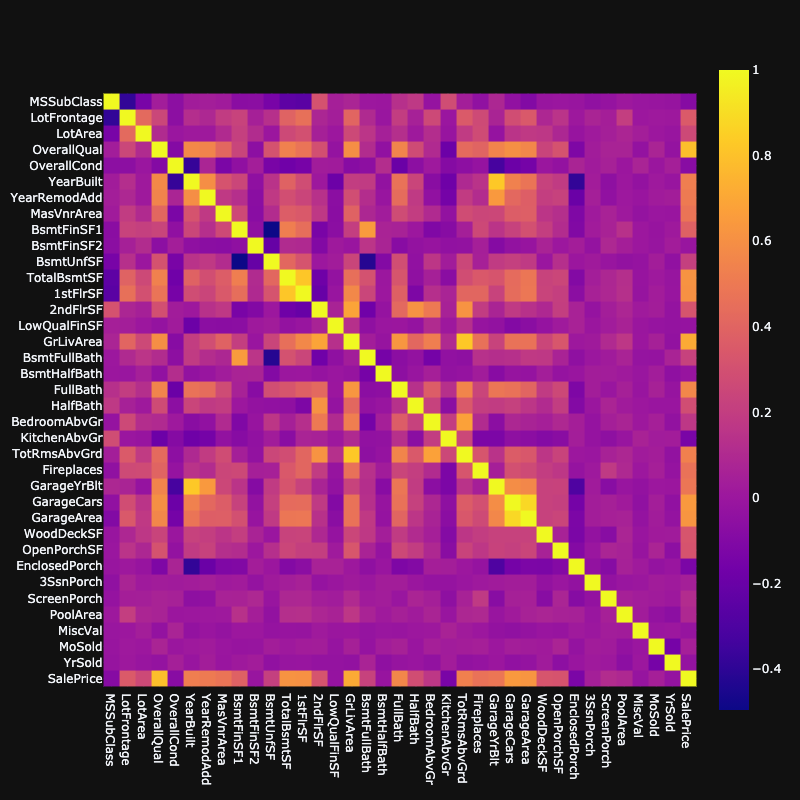 MSSubClass
LotFrontage
LotArea
OverallQual
OverallCond
YearBuilt
YearRemodAdd
MasVnrArea
BsmtFinSF1
BsmtFinSF2
BsmtUnfSF
TotalBsmtSF
1stFlrSF
2ndFlrSF
LowQualFinSF
GrLivArea
BsmtFullBath
BsmtHalfBath
FullBath
HalfBath
BedroomAbvGr
KitchenAbvGr
TotRmsAbvGrd
Fireplaces
GarageYrBlt
GarageCars
GarageArea
WoodDeckSF
OpenPorchSF
EnclosedPorch
3SsnPorch
ScreenPorch
PoolArea
MiscVal
MoSold
YrSold
SalePrice
MSSubClass
LotFrontage
LotArea
OverallQual
OverallCond
YearBuilt
YearRemodAdd
MasVnrArea
BsmtFinSF1
BsmtFinSF2
BsmtUnfSF
TotalBsmtSF
1stFlrSF
2ndFlrSF
LowQualFinSF
GrLivArea
BsmtFullBath
BsmtHalfBath
FullBath
HalfBath
BedroomAbvGr
KitchenAbvGr
TotRmsAbvGrd
Fireplaces
GarageYrBlt
GarageCars
GarageArea
WoodDeckSF
OpenPorchSF
EnclosedPorch
3SsnPorch
ScreenPorch
PoolArea
MiscVal
MoSold
YrSold
SalePrice
1
0.8
0.6
0.4
0.2
0
−0.2
−0.4